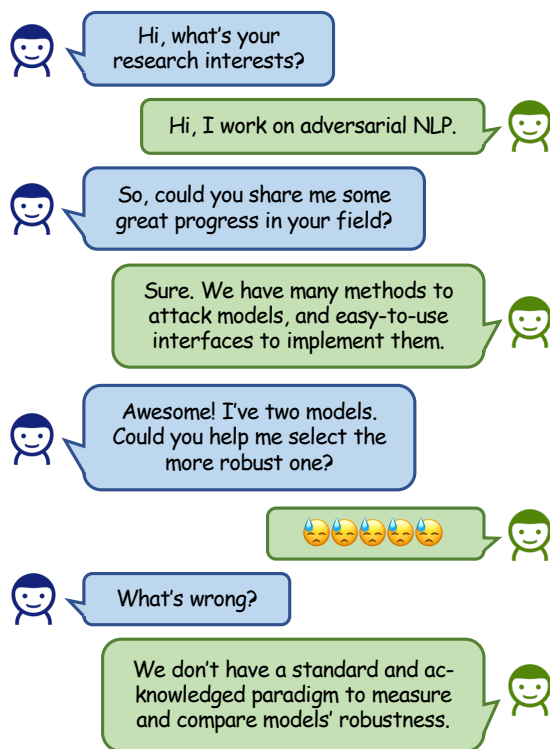 Hi, what's your
research interests?
Hi, I work on adversarial NLP.
So, could you share me some
great progress in your field?
Sure. We have many methods to
attack models, and easy-to-use
interfaces to implement them.
Awesome! I've two models.
Could you help me select the
more robust one?
😓😓😓😓😓
What's wrong?
We don't have a standard and ac-
knowledged paradigm to measure
and compare models' robustness.